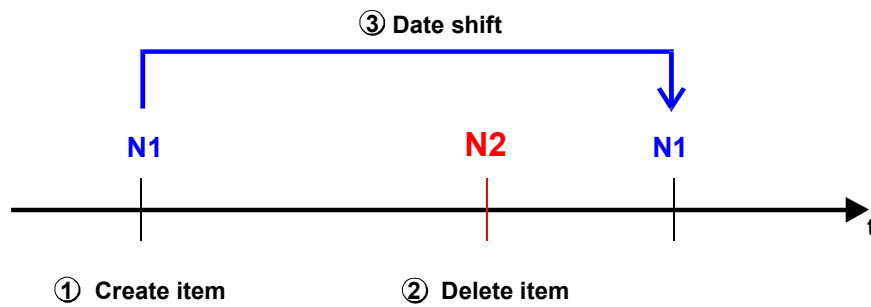 ③ Date shift
N1 N2 N1
t
① Create item ② Delete item